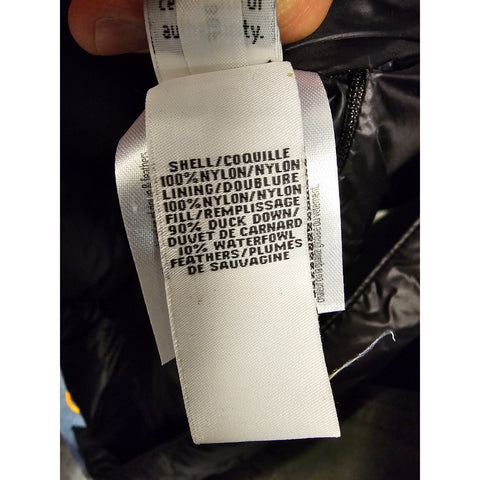 ty.
SHELL/COQUILLE
100% NYLON/NYLON
LINING/DOUBLURE
100% NYLON/NYLON
FILL/REMPLISSAGE
90% DUCK DOWN/
DUVET DE CARNARD
10% WATERFOWL
FEATHERS/PLUMES
DE SAUVAGINE